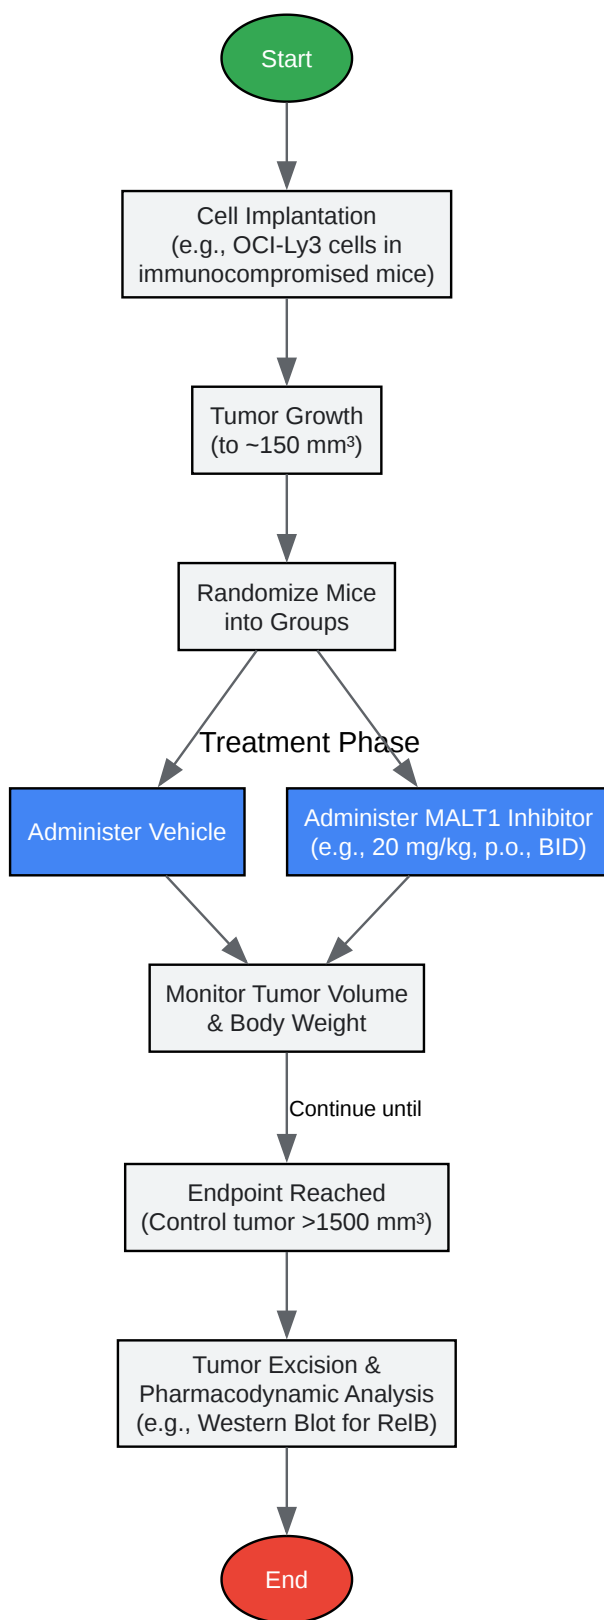 Start
Cell Implantation
(e.g., OCI-Ly3 cells in
immunocompromised mice)
Tumor Growth
(to ~150 mm³)
Randomize Mice
into Groups
Treatment Phase
Administer Vehicle
Administer MALT1 Inhibitor
(e.g., 20 mg/kg, p.o., BID)
Monitor Tumor Volume
& Body Weight
Continue until
Endpoint Reached
(Control tumor >1500 mm³)
Tumor Excision &
Pharmacodynamic Analysis
(e.g., Western Blot for RelB)
End